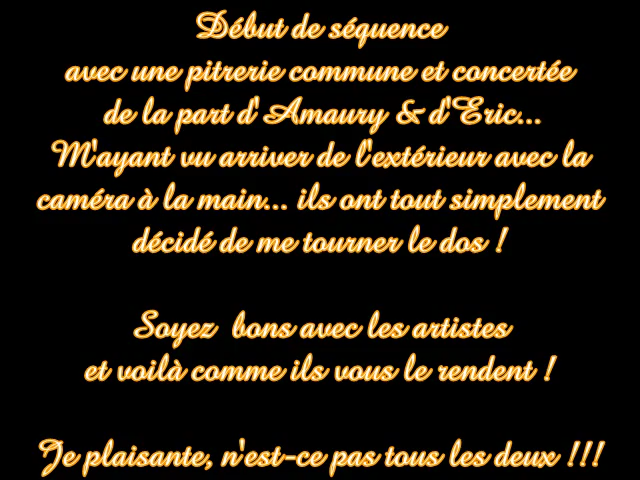 Début de séquence
avec une pitrerie commune et concertée
de la part d'Amaury & d'Eric...
M'ayant vu arriver de l'extérieur avec la
caméra à la main... ils ont tout simplement
décidé de me tourner le dos !
Soyez bons avec les artistes
et voilà comme ils vous le rendent !
Je plaisante, n'est-ce pas tous les deux !!!